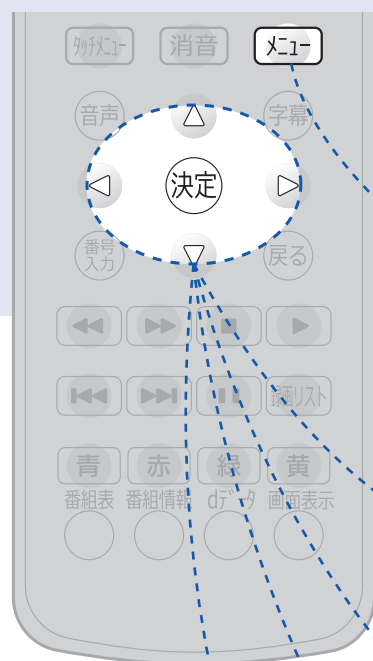 ﾀｯﾁﾒﾆｭｰ 消音 ﾒﾆｭｰ
音声 字幕
決定
番号
入力
戻る
録画ﾘｽﾄ
青 赤 緑 黄
番組表 番組情報 dデータ 画面表示